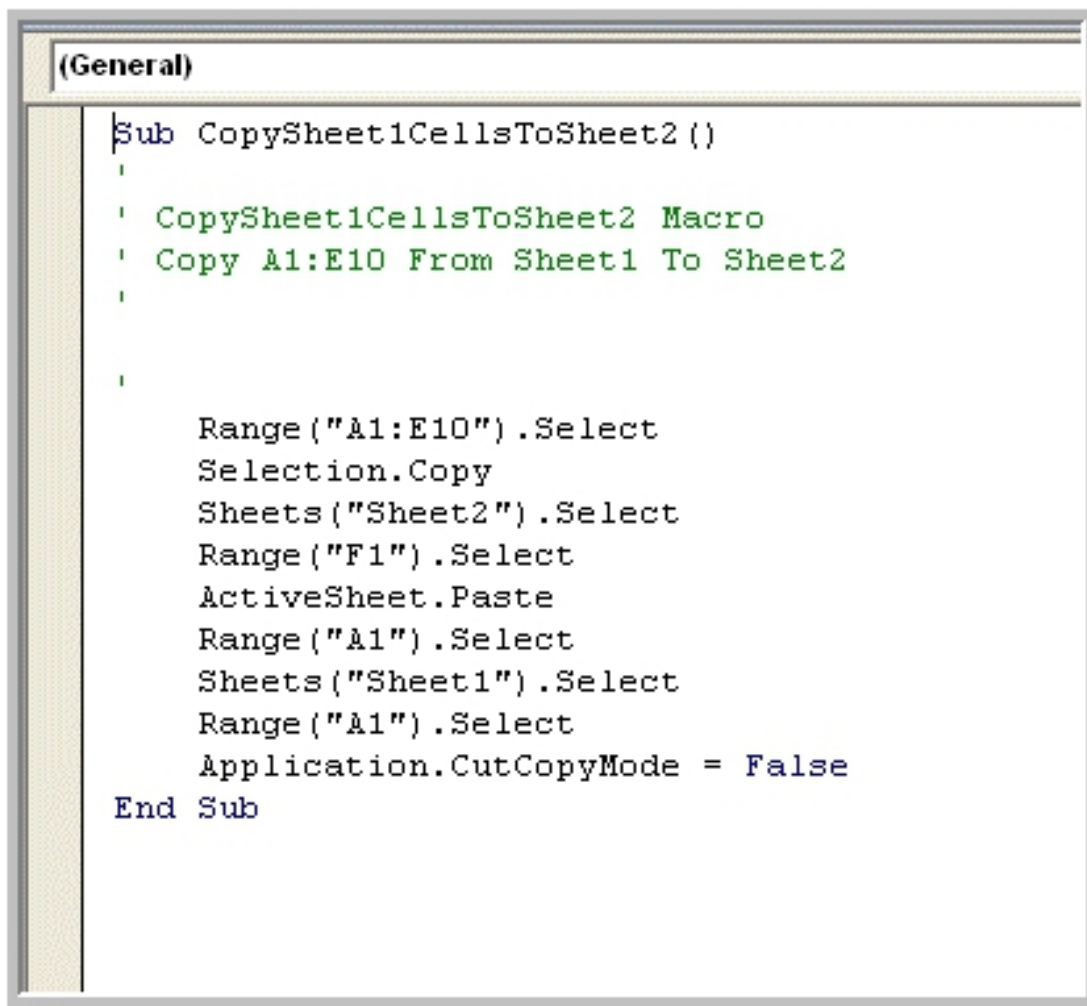 (General)
Sub CopySheet1CellsToSheet2()
'
' CopySheet1CellsToSheet2 Macro
' Copy A1:E10 From Sheet1 To Sheet2
'
'
    Range("A1:E10").Select
    Selection.Copy
    Sheets("Sheet2").Select
    Range("F1").Select
    ActiveSheet.Paste
    Range("A1").Select
    Sheets("Sheet1").Select
    Range("A1").Select
    Application.CutCopyMode = False
End Sub